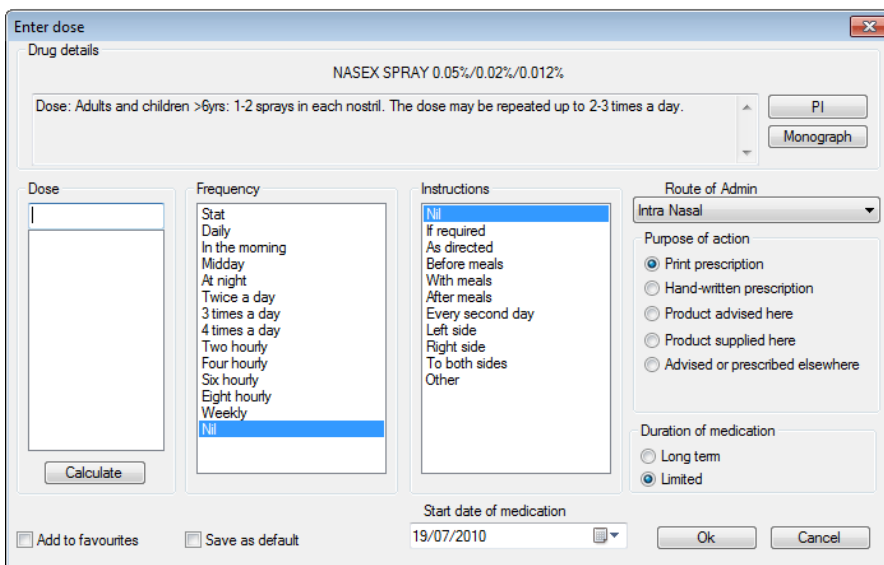 Enter dose
Drug details
NASEX SPRAY 0.05%/0.02%/0.012%
Dose: Adults and children >6yrs: 1-2 sprays in each nostril. The dose may be repeated up to 2-3 times a day.
PI
Monograph
Dose
Calculate
Frequency
Stat
Daily
In the morning
Midday
At night
Twice a day
3 times a day
4 times a day
Two hourly
Four hourly
Six hourly
Eight hourly
Weekly
Nil
Instructions
Nil
If required
As directed
Before meals
With meals
After meals
Every second day
Left side
Right side
To both sides
Other
Route of Admin
Intra Nasal
Purpose of action
Print prescription
Hand-written prescription
Product advised here
Product supplied here
Advised or prescribed elsewhere
Duration of medication
Long term
Limited
Add to favourites
Save as default
Start date of medication
19/07/2010
Ok
Cancel